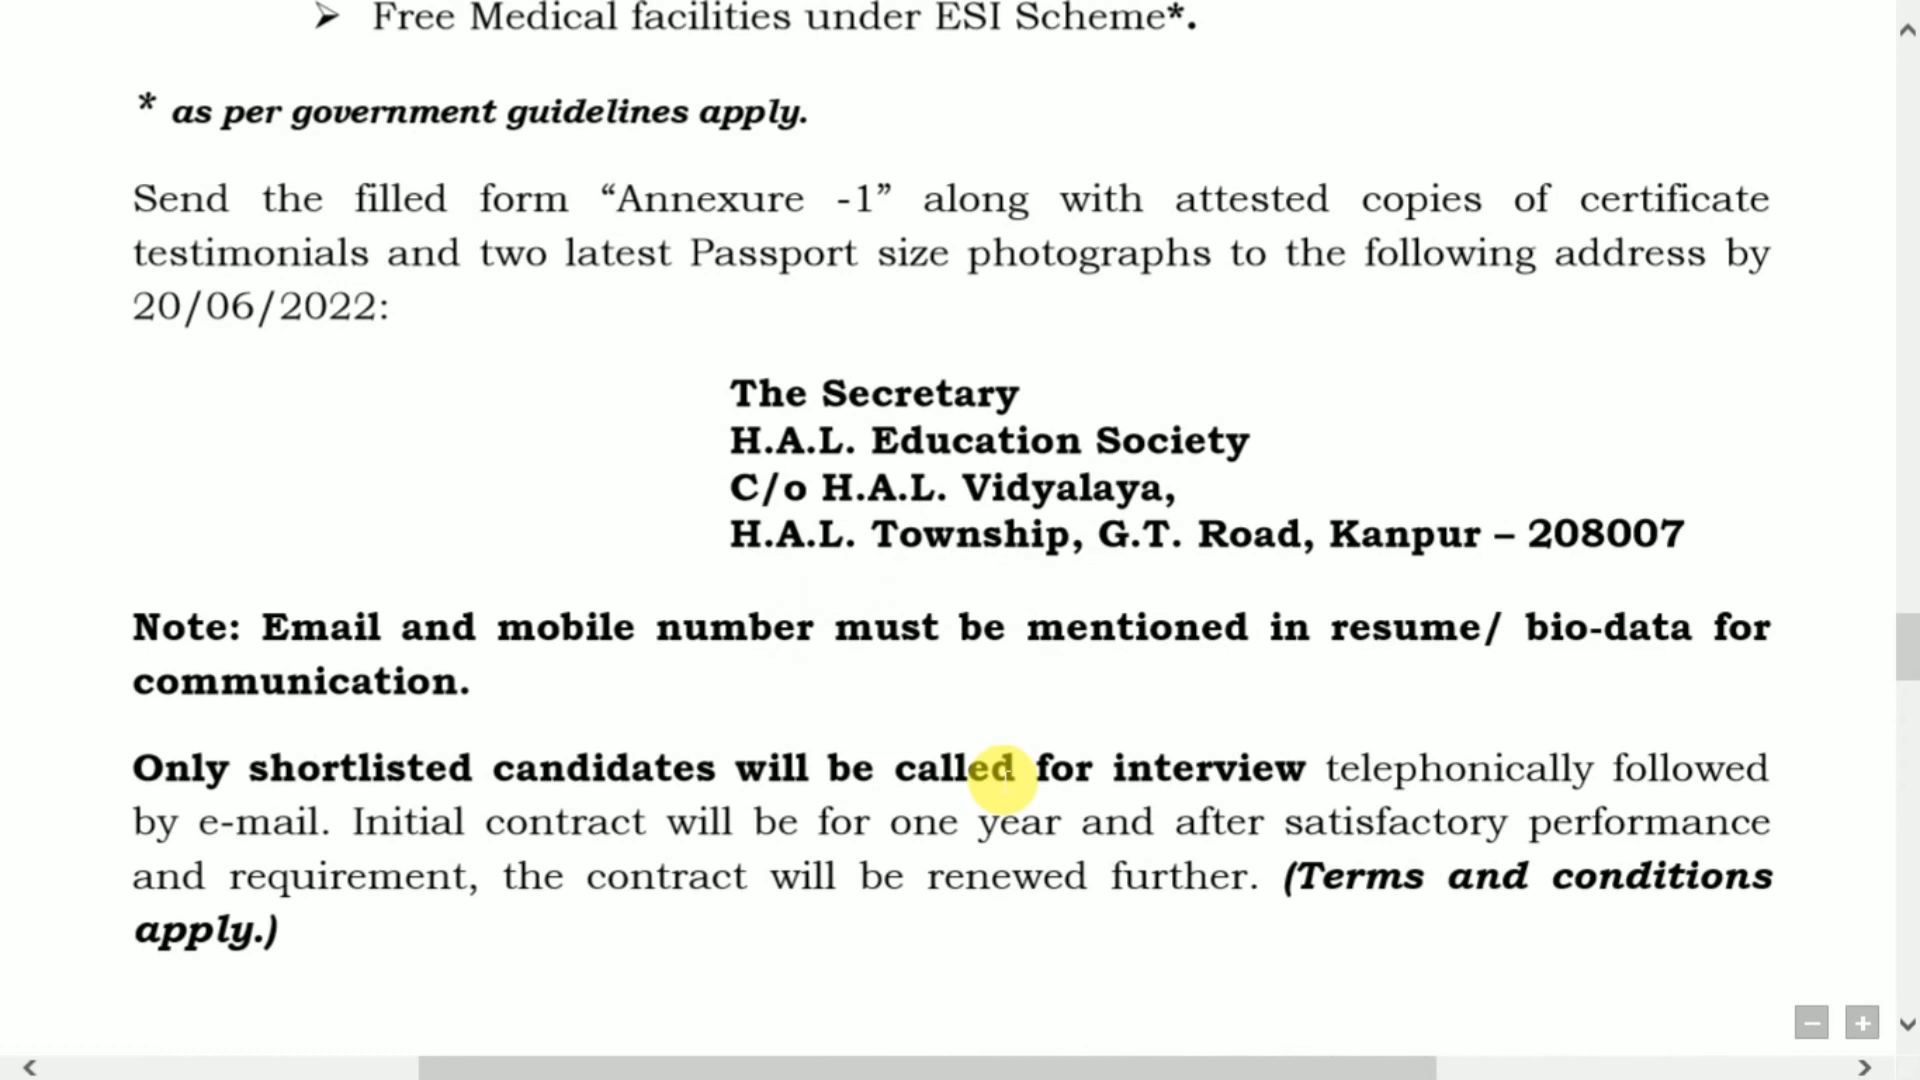 ➢ Free Medical facilities under ESI Scheme*.
* as per government guidelines apply.
Send the filled form “Annexure -1” along with attested copies of certificate
testimonials and two latest Passport size photographs to the following address by
20/06/2022:
The Secretary
H.A.L. Education Society
C/o H.A.L. Vidyalaya,
H.A.L. Township, G.T. Road, Kanpur – 208007
Note: Email and mobile number must be mentioned in resume/ bio-data for
communication.
Only shortlisted candidates will be called for interview telephonically followed
by e-mail. Initial contract will be for one year and after satisfactory performance
and requirement, the contract will be renewed further. (Terms and conditions
apply.)